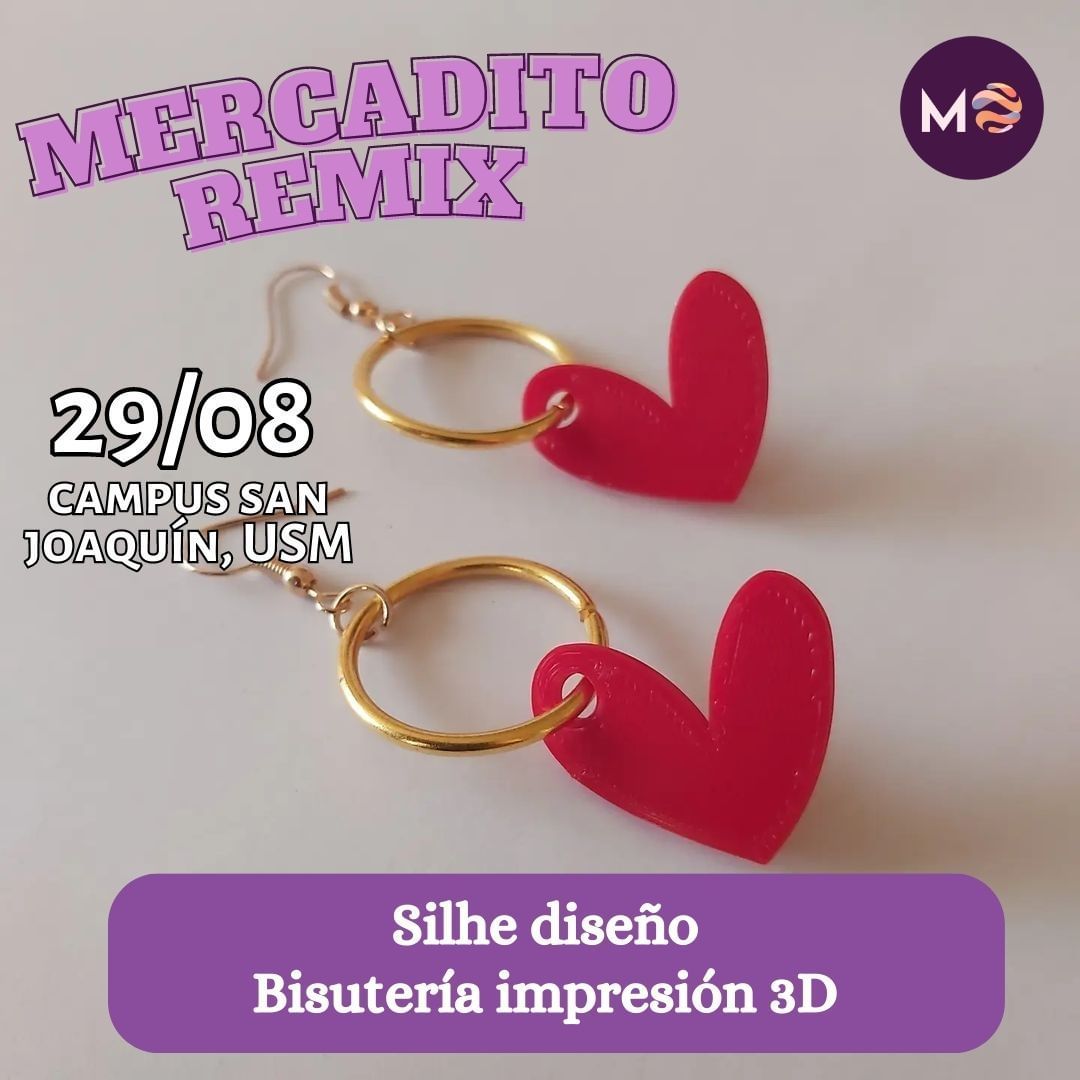 MERCADITO
REMIX
M
29/08
CAMPUS SAN
JOAQUÍN, USM
Silhe diseño
Bisutería impresión 3D